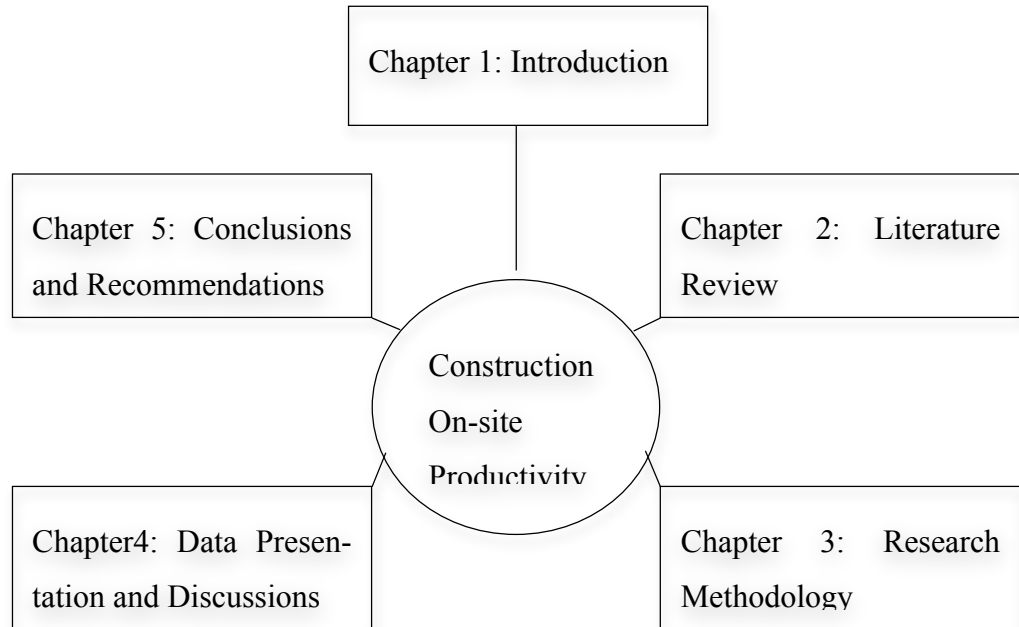 Chapter 1: Introduction
Chapter 5: Conclusions
and Recommendations
Chapter 2: Literature
Review
Construction
On-site
Productivity
Chapter4: Data Presen-
tation and Discussions
Chapter 3: Research
Methodology